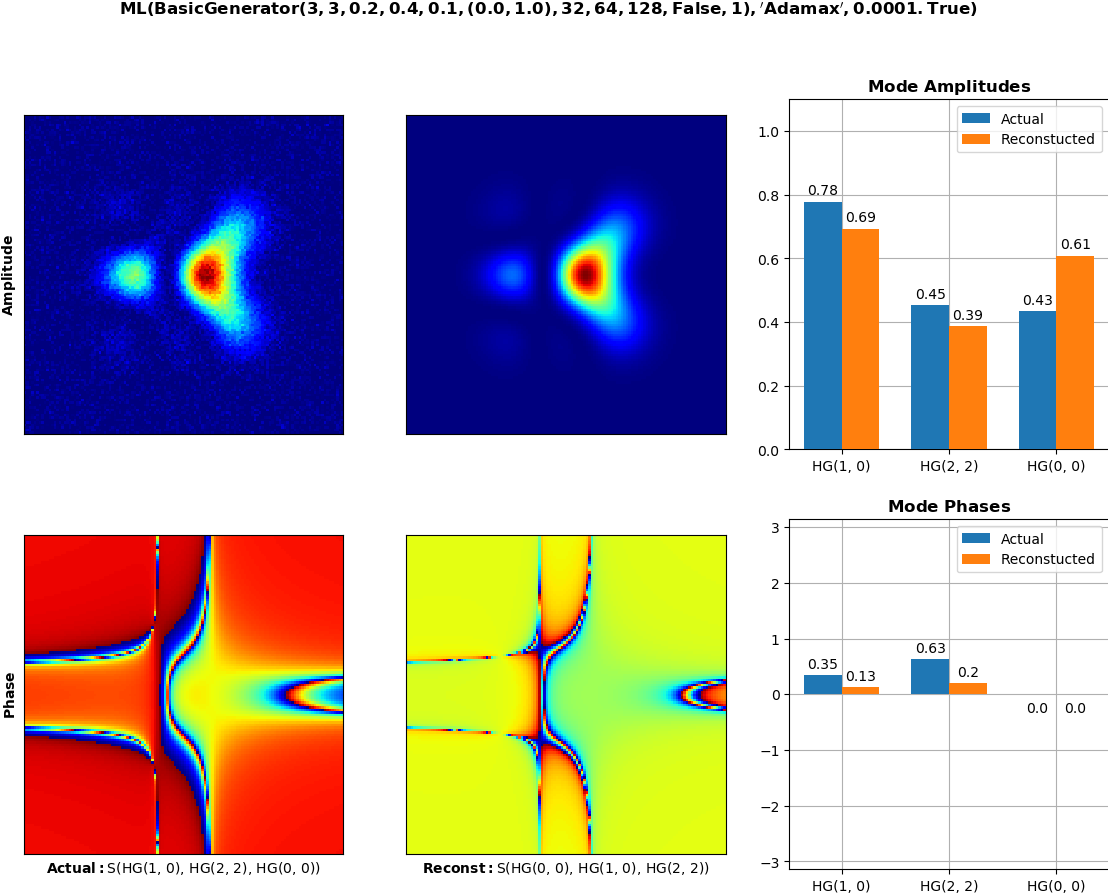 ML(BasicGenerator(3, 3, 0.2, 0.4, 0.1, (0.0, 1.0), 32, 64, 128, False, 1), ′Adamax′, 0.0001. True)
Amplitude
Mode Amplitudes
Actual
Reconstucted
1.0
0.8
0.6
0.4
0.2
0.0
0.78
0.69
0.45
0.39
0.43
0.61
HG(1, 0)
HG(2, 2)
HG(0, 0)
Phase
Actual: S(HG(1, 0), HG(2, 2), HG(0, 0))
Reconst: S(HG(0, 0), HG(1, 0), HG(2, 2))
Mode Phases
Actual
Reconstucted
3
2
1
0
−1
−2
−3
0.35
0.13
0.63
0.2
0.0
0.0
HG(1, 0)
HG(2, 2)
HG(0, 0)